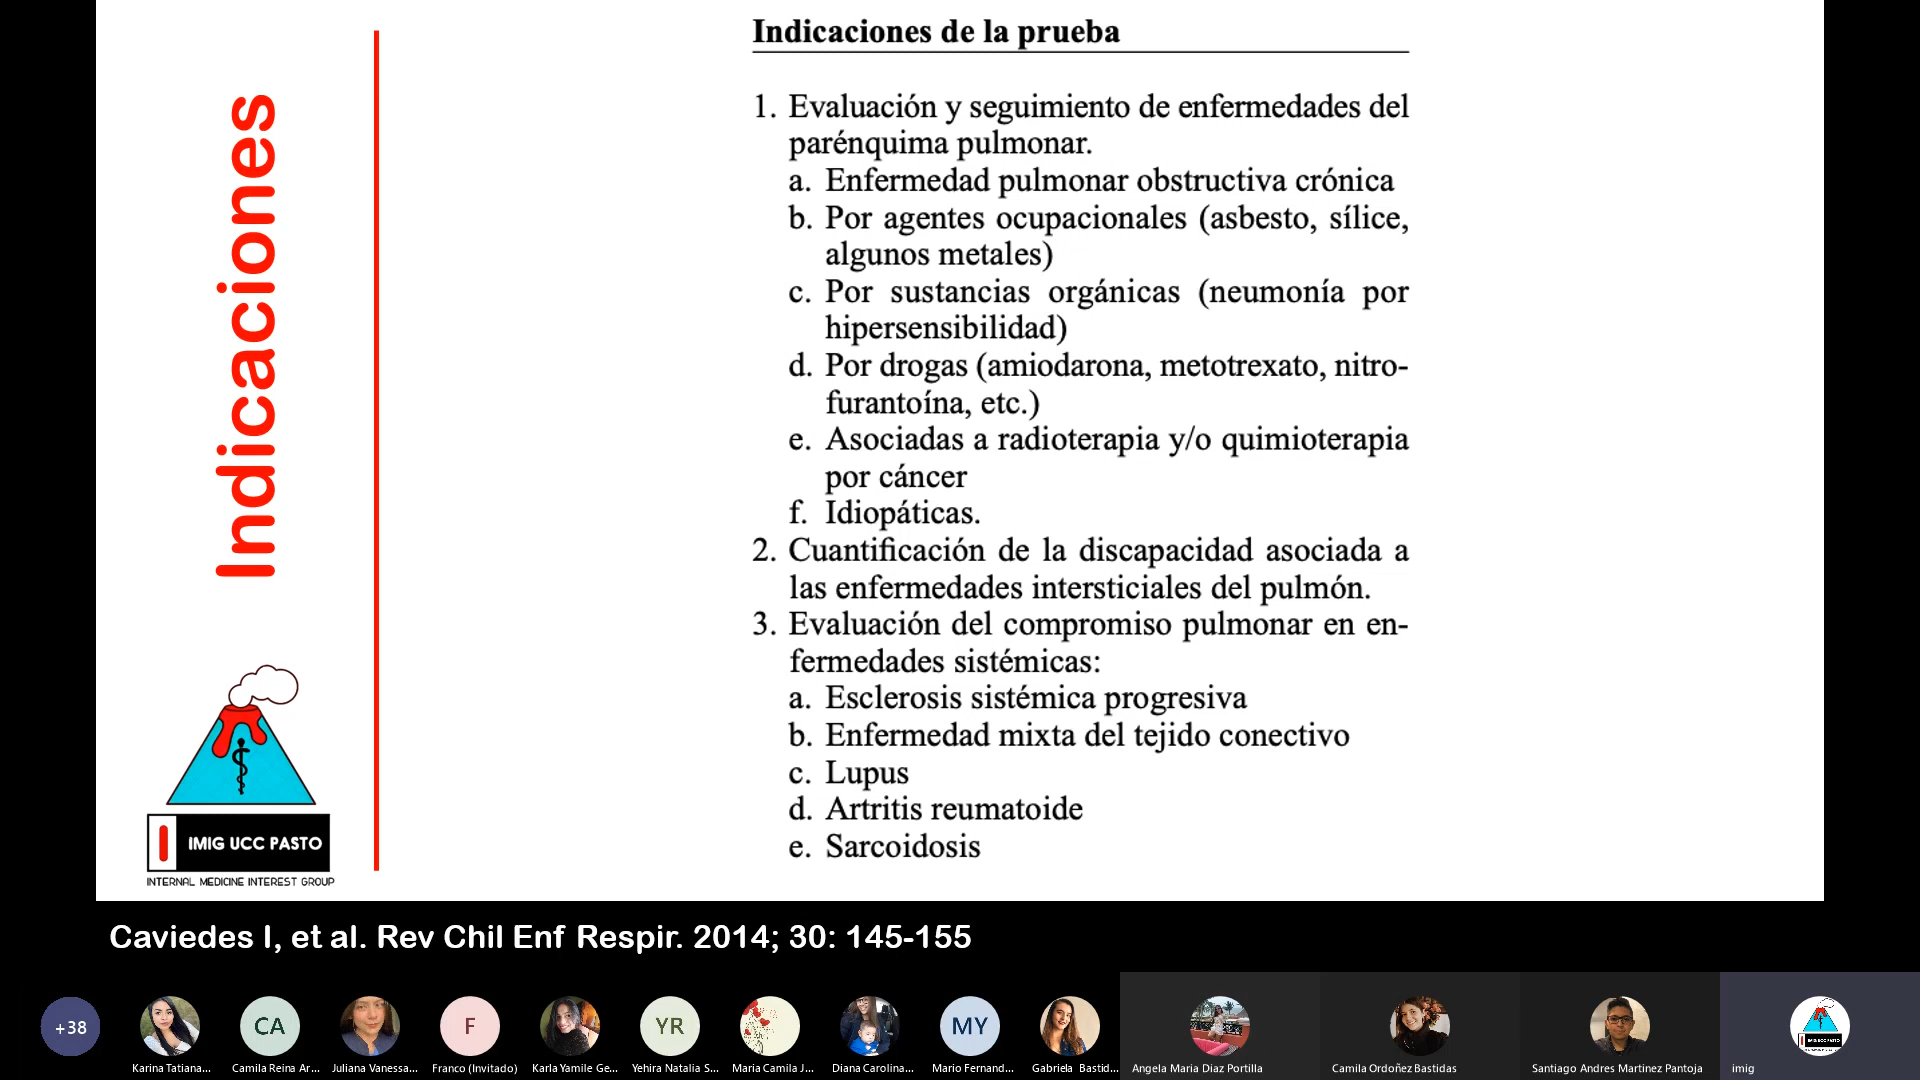 Indicaciones
Indicaciones de la prueba
1. Evaluación y seguimiento de enfermedades del
parénquima pulmonar.
a. Enfermedad pulmonar obstructiva crónica
b. Por agentes ocupacionales (asbesto, sílice,
algunos metales)
c. Por sustancias orgánicas (neumonía por
hipersensibilidad)
d. Por drogas (amiodarona, metotrexato, nitro-
furantoína, etc.)
e. Asociadas a radioterapia y/o quimioterapia
por cáncer
f. Idiopáticas.
2. Cuantificación de la discapacidad asociada a
las enfermedades intersticiales del pulmón.
3. Evaluación del compromiso pulmonar en en-
fermedades sistémicas:
a. Esclerosis sistémica progresiva
b. Enfermedad mixta del tejido conectivo
c. Lupus
d. Artritis reumatoide
e. Sarcoidosis
IMIG UCC PASTO
INTERNAL MEDICINE INTEREST GROUP
Caviedes I, et al. Rev Chil Enf Respir. 2014; 30: 145-155
+38
CA
F
YR
MY
Karina Tatiana...
Camila Reina Ar...
Juliana Vanessa...
Franco (Invitado)
Karla Yamile Ge...
Yehira Natalia S...
Maria Camila J...
Diana Carolina...
Mario Fernand...
Gabriela Bastid...
Angela Maria Diaz Portilla
Camila Ordoñez Bastidas
Santiago Andres Martinez Pantoja
imig